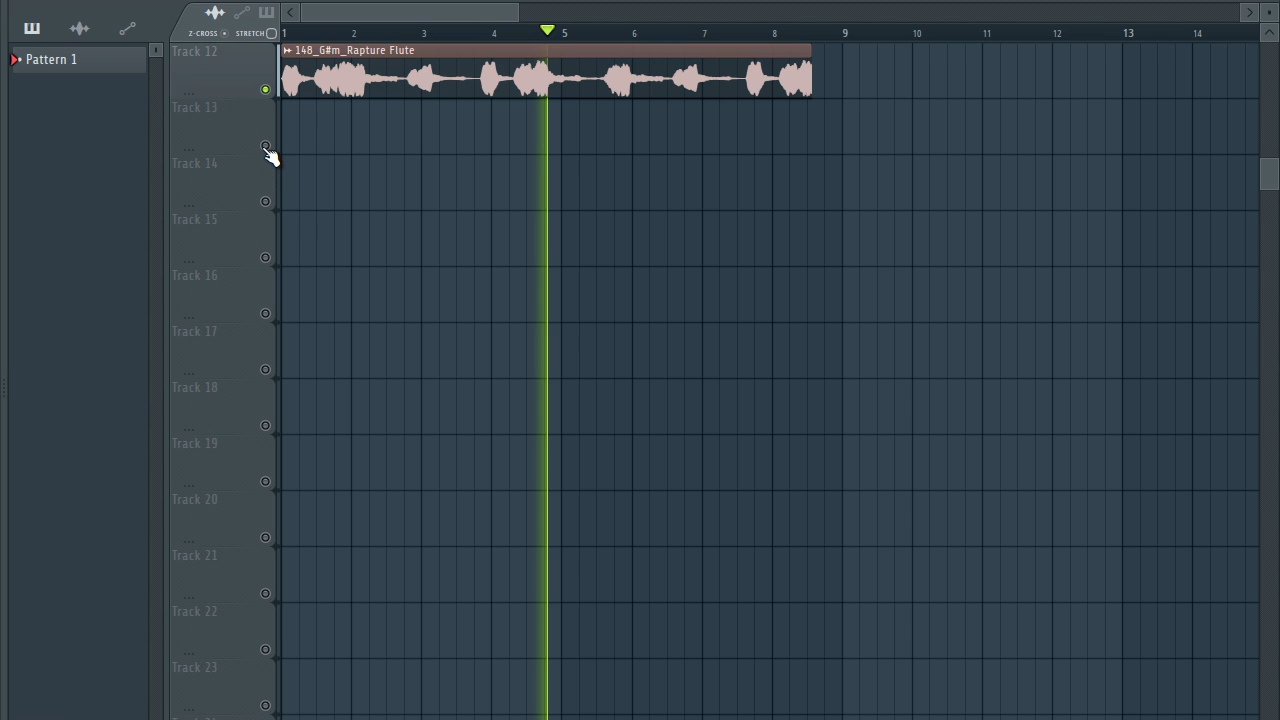 Z-CROSS STRETCH
1 2 3 4 5 6 7 8 9 10 11 12 13 14
Pattern 1
Track 12
148_G#m_Rapture Flute
Track 13
Track 14
Track 15
Track 16
Track 17
Track 18
Track 19
Track 20
Track 21
Track 22
Track 23